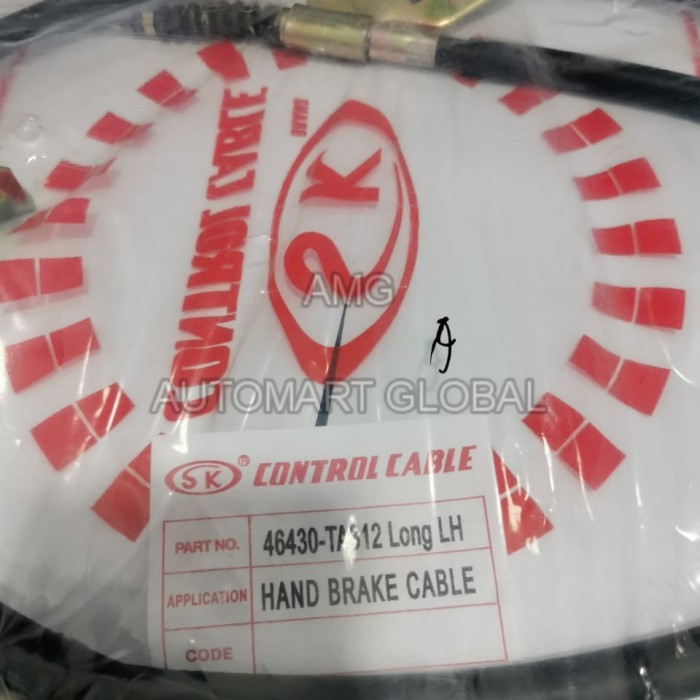 CONTROL CABLE
SK
AMG
AUTOMART GLOBAL
SK ® CONTROL CABLE
PART NO. 46430-TAS12 Long LH
APPLICATION HAND BRAKE CABLE
CODE